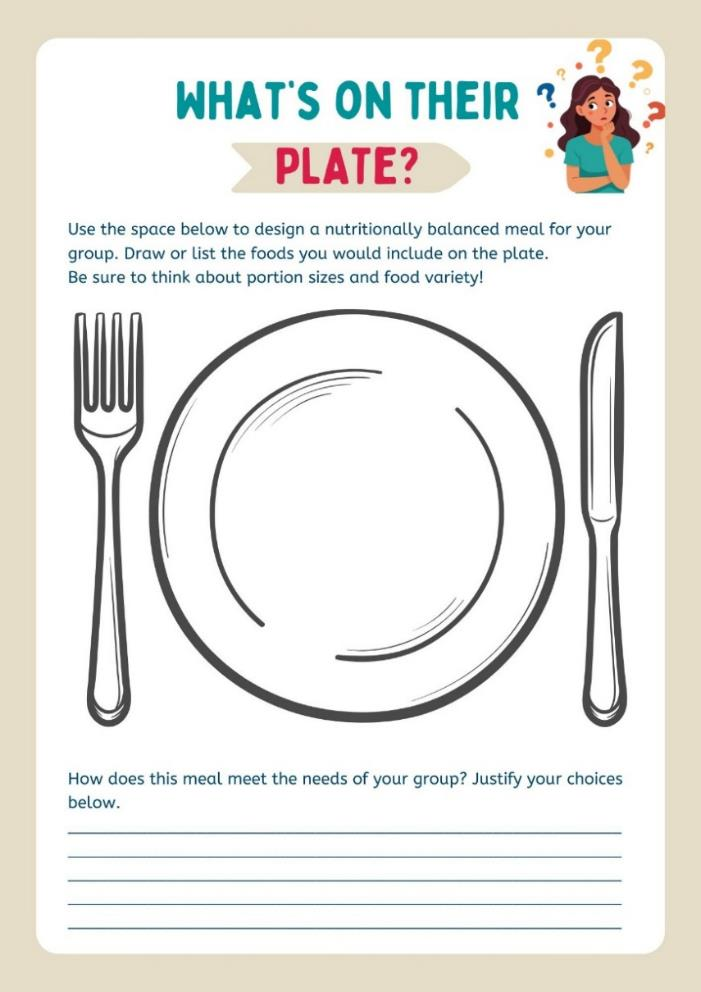 WHAT'S ON THEIR
PLATE?
Use the space below to design a nutritionally balanced meal for your
group. Draw or list the foods you would include on the plate.
Be sure to think about portion sizes and food variety!
How does this meal meet the needs of your group? Justify your choices
below.